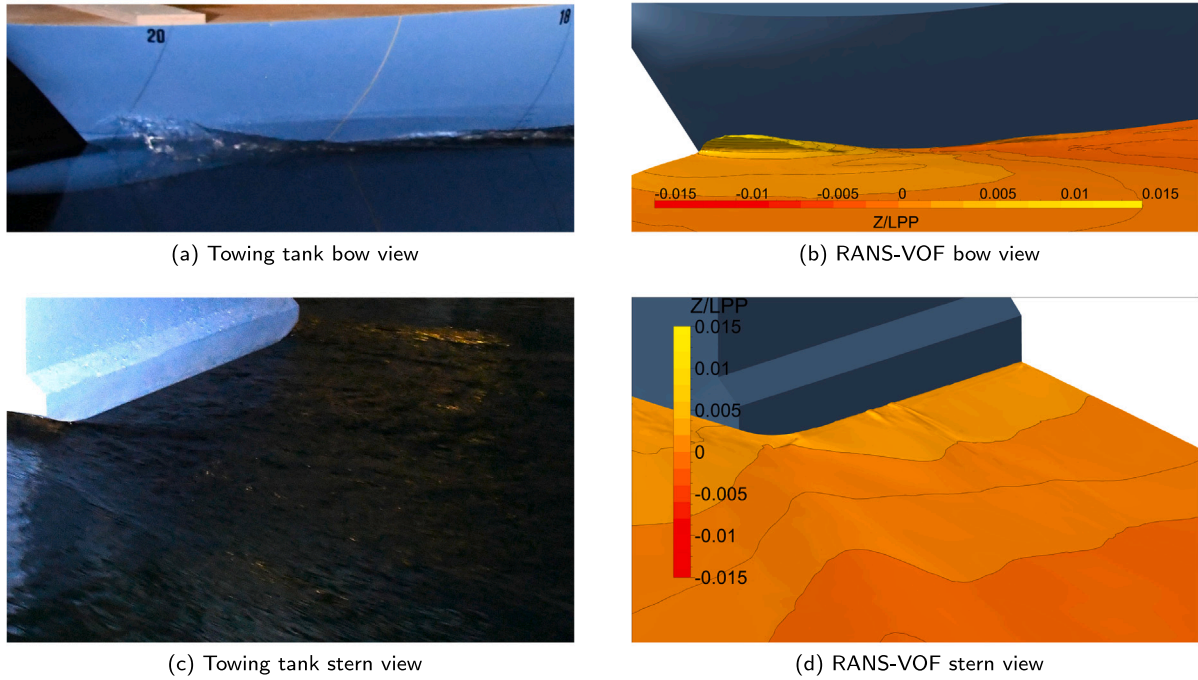 20
18
-0.015 -0.01 -0.005 0 0.005 0.01 0.015
Z/LPP
(a) Towing tank bow view
(b) RANS-VOF bow view
Z/LPP
0.015
0.01
0.005
0
-0.005
-0.01
-0.015
(c) Towing tank stern view
(d) RANS-VOF stern view